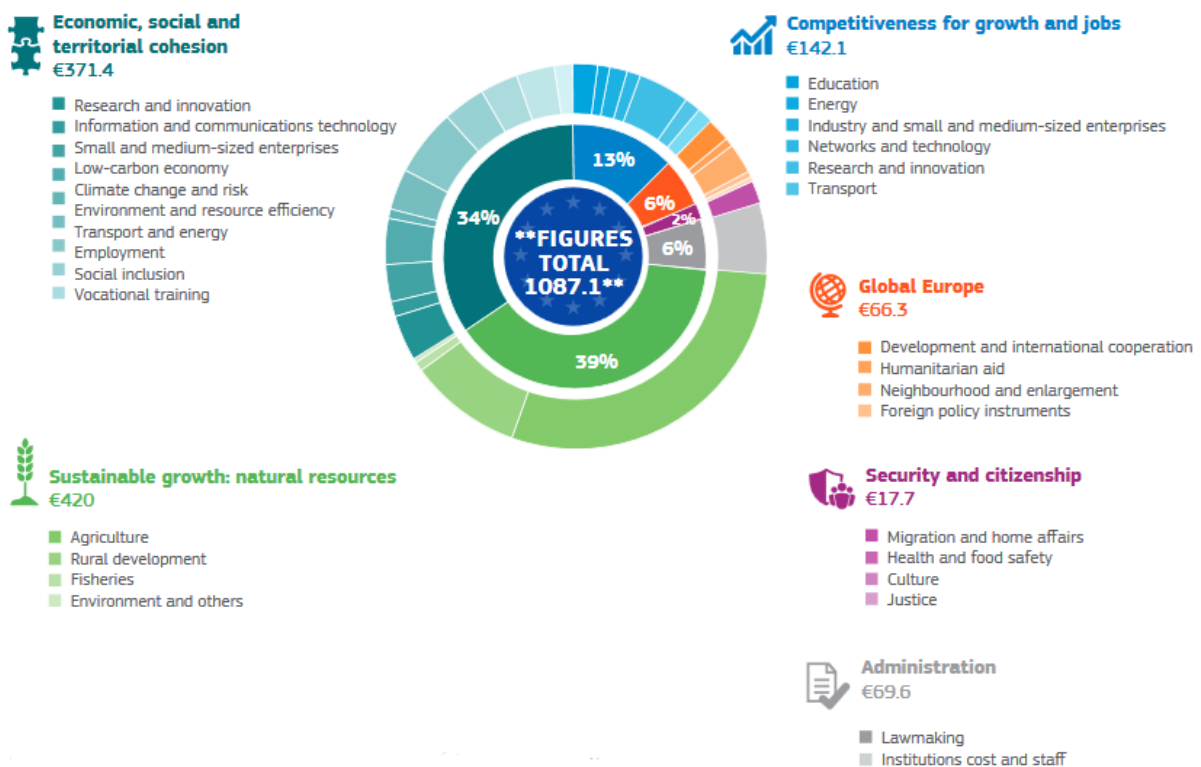 Economic, social and
territorial cohesion
€371.4
Research and innovation
Information and communications technology
Small and medium-sized enterprises
Low-carbon economy
Climate change and risk
Environment and resource efficiency
Transport and energy
Employment
Social inclusion
Vocational training
Competitiveness for growth and jobs
€142.1
Education
Energy
Industry and small and medium-sized enterprises
Networks and technology
Research and innovation
Transport
13%
6%
2%
6%
39%
34%
**FIGURES
TOTAL
1087.1**
Global Europe
€66.3
Development and international cooperation
Humanitarian aid
Neighbourhood and enlargement
Foreign policy instruments
Sustainable growth: natural resources
€420
Agriculture
Rural development
Fisheries
Environment and others
Security and citizenship
€17.7
Migration and home affairs
Health and food safety
Culture
Justice
Administration
€69.6
Lawmaking
Institutions cost and staff